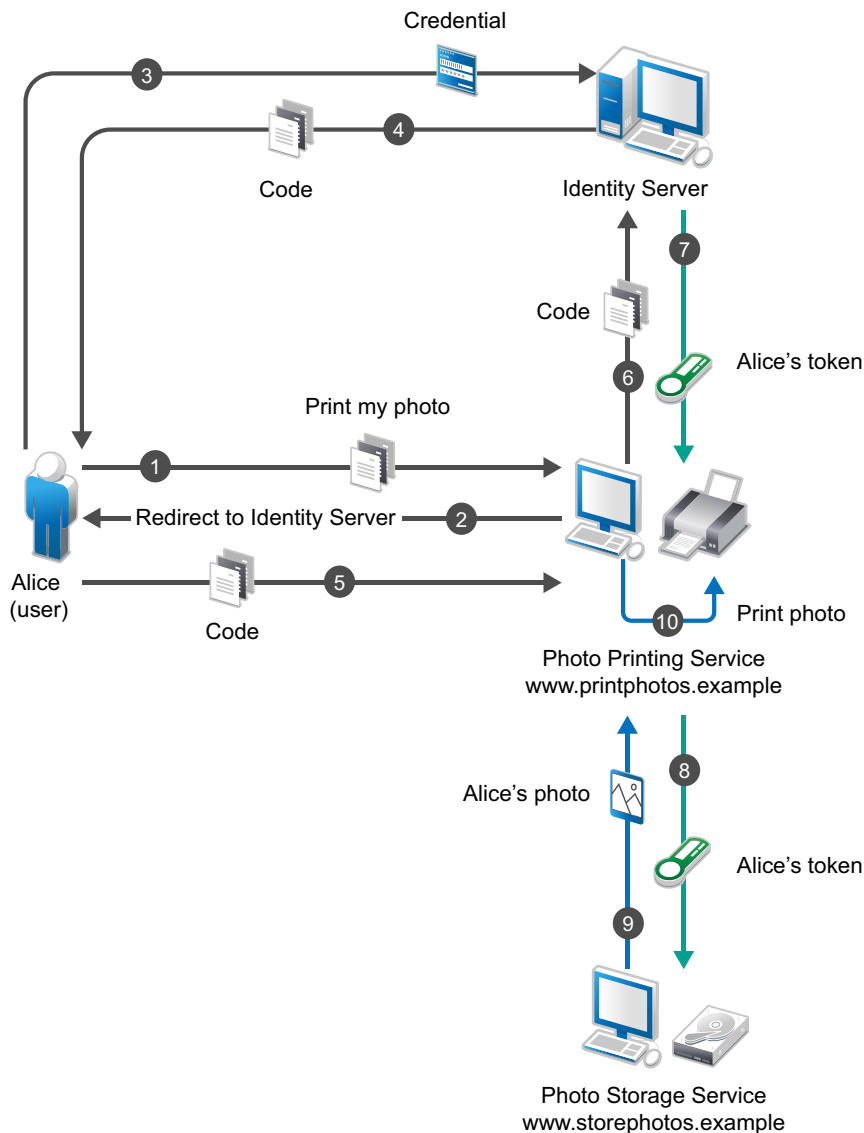 Credential
3
4
Code
Identity Server
7
Code
Alice's token
6
Print my photo
1
Redirect to Identity Server
2
Alice
(user)
5
Code
10
Print photo
Photo Printing Service
www.printphotos.example
8
Alice's photo
Alice's token
9
Photo Storage Service
www.storephotos.example